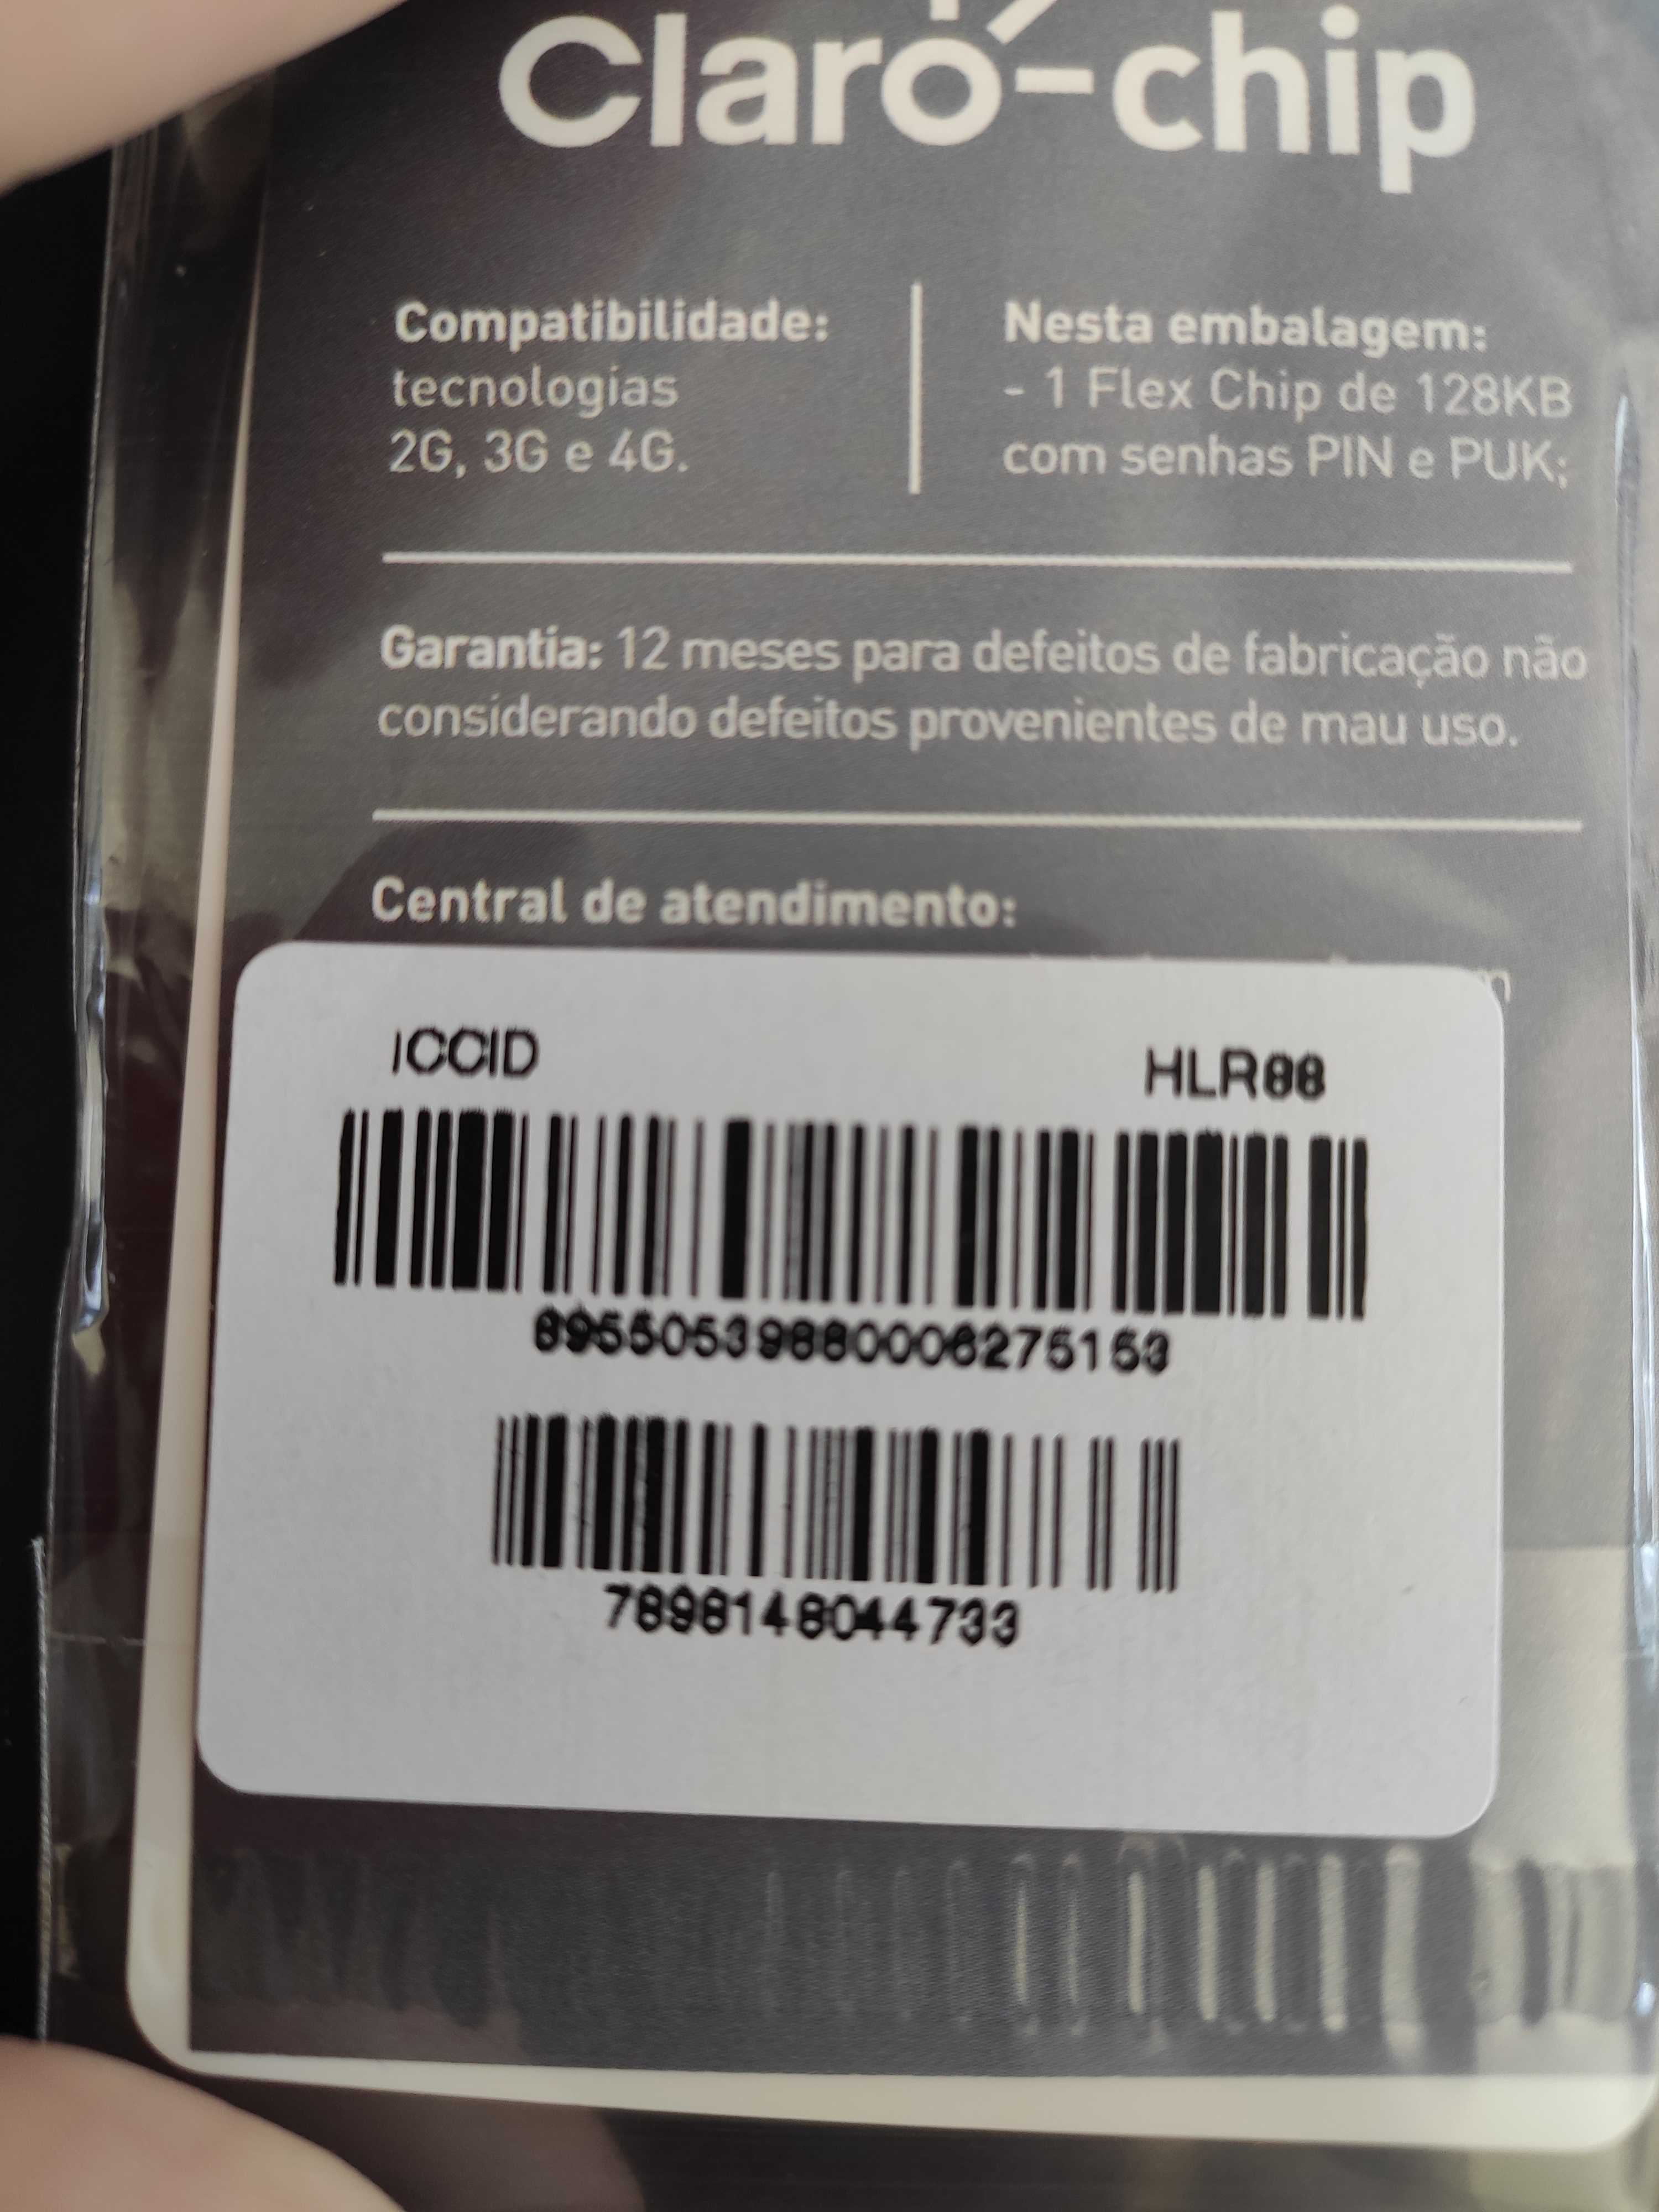 Claro-chip
Compatibilidade:
tecnologias
2G, 3G e 4G.
Nesta embalagem:
- 1 Flex Chip de 128KB
com senhas PIN e PUK;
Garantia: 12 meses para defeitos de fabricação não
considerando defeitos provenientes de mau uso.
Central de atendimento:
ICCID
HLR88
89550539880006275153
7898148044733